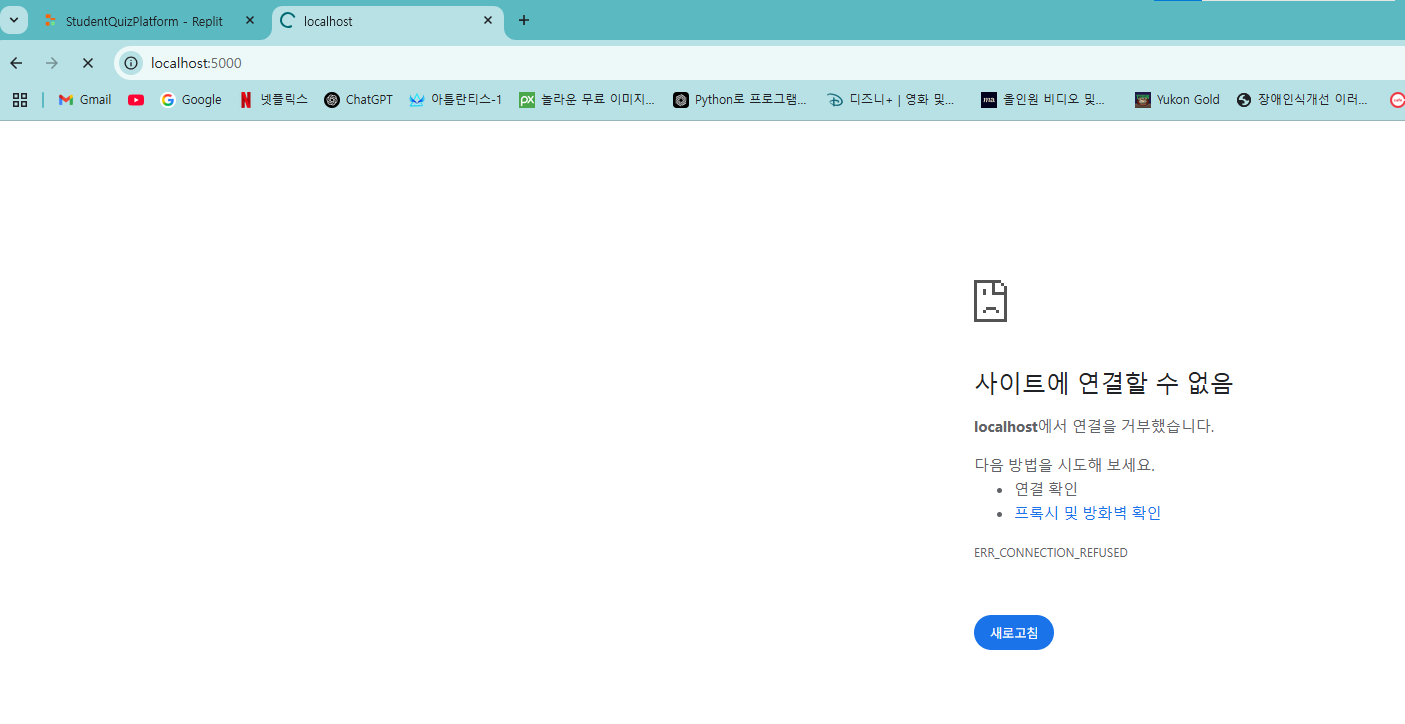 StudentQuizPlatform - Replit
localhost
localhost:5000
Gmail
Google
넷플릭스
ChatGPT
아틀란티스-1
px 놀라운 무료 이미지...
Python로 프로그램...
디즈니+ | 영화 및...
ma 올인원 비디오 및...
Yukon Gold
장애인식개선 이러...
사이트에 연결할 수 없음
localhost에서 연결을 거부했습니다.
다음 방법을 시도해 보세요.
• 연결 확인
• 프록시 및 방화벽 확인
ERR_CONNECTION_REFUSED
새로고침